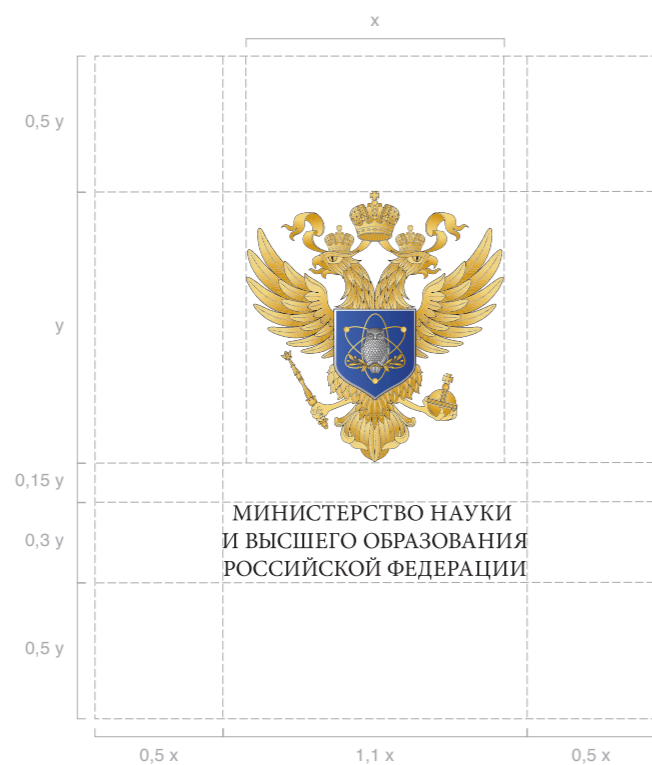 x
0,5 y
y
0,15 y
МИНИСТЕРСТВО НАУКИ
0,3 y
И ВЫСШЕГО ОБРАЗОВАНИЯ
РОССИЙСКОЙ ФЕДЕРАЦИИ
0,5 y
0,5 x 1,1 x 0,5 x